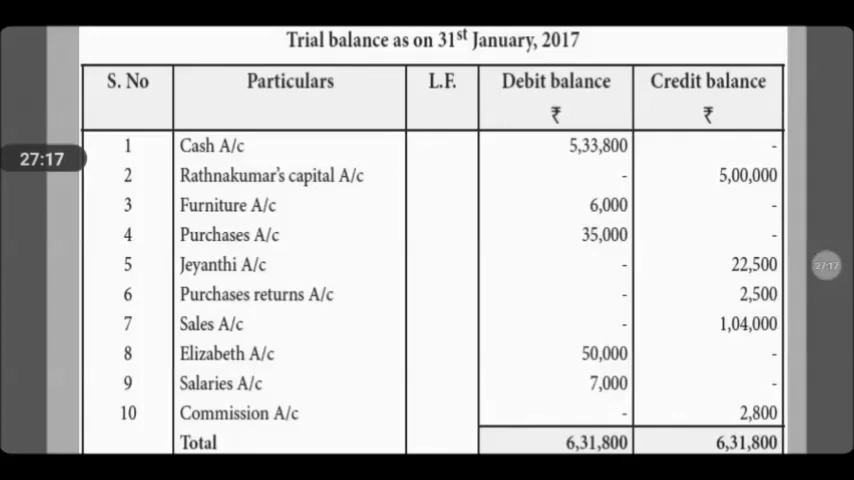 Trial balance as on 31st January, 2017
S. No Particulars L.F. Debit balance ₹ Credit balance ₹
27:17
1 Cash A/c 5,33,800 -
2 Rathnakumar's capital A/c - 5,00,000
3 Furniture A/c 6,000 -
4 Purchases A/c 35,000 -
5 Jeyanthi A/c - 22,500
27:17
6 Purchases returns A/c - 2,500
7 Sales A/c - 1,04,000
8 Elizabeth A/c 50,000 -
9 Salaries A/c 7,000 -
10 Commission A/c - 2,800
Total 6,31,800 6,31,800